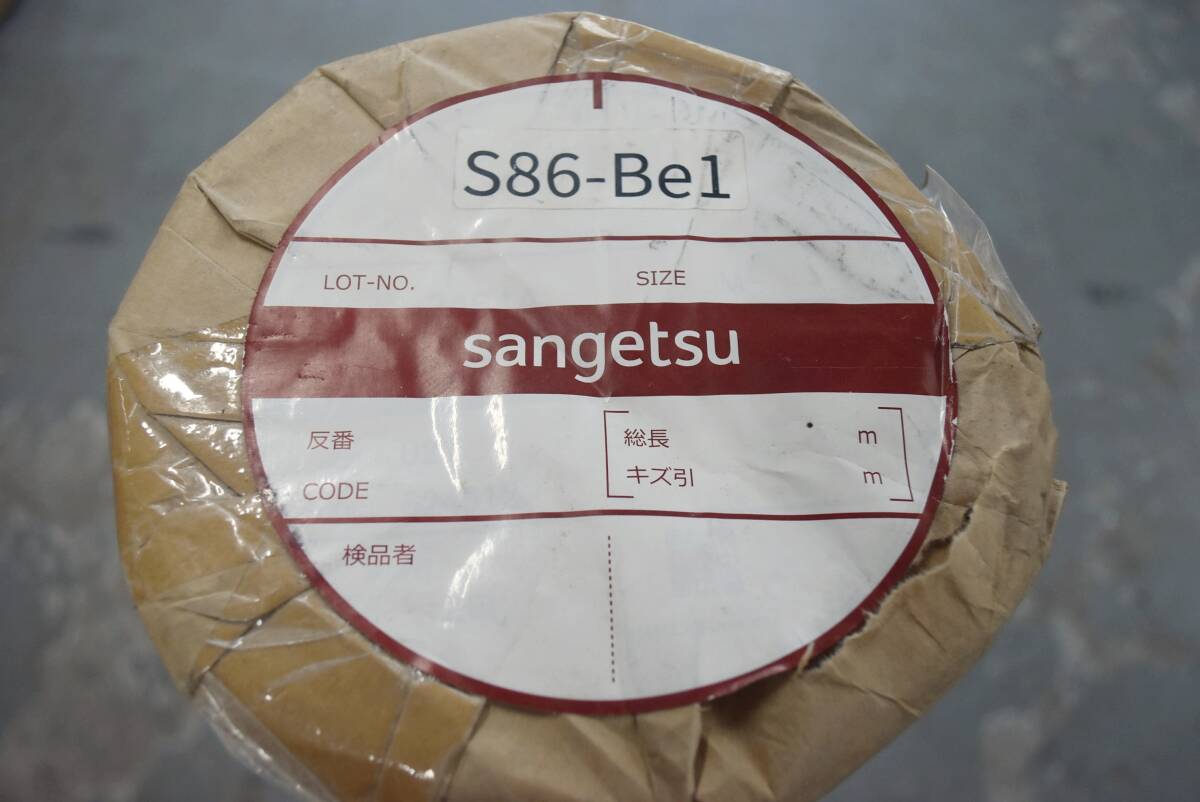 S86-Be1
LOT-NO. SIZE
sangetsu
反番 総長 m
キズ引 m
CODE
検品者